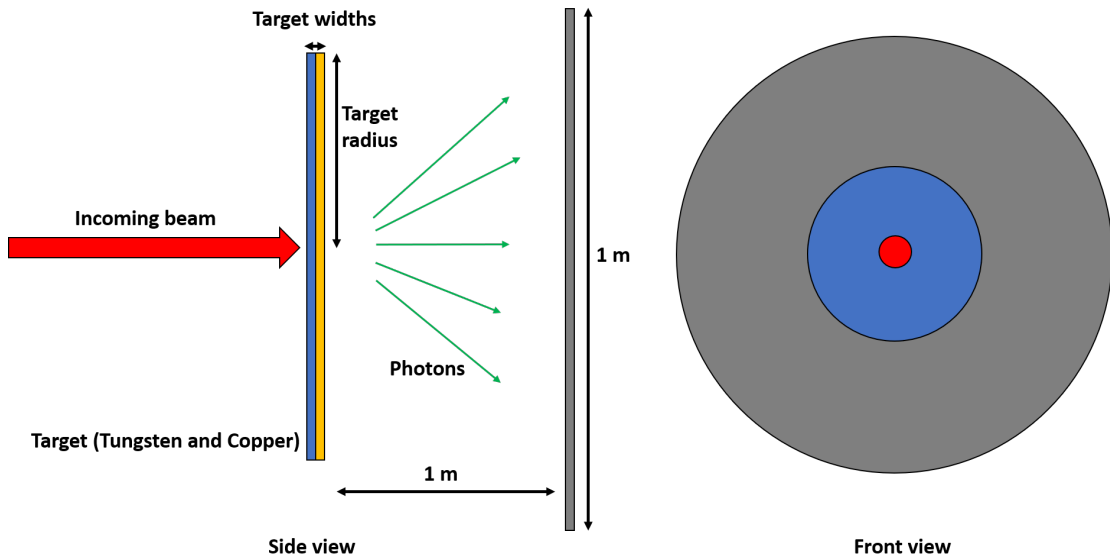 Target widths
Target
radius
Incoming beam
1 m
Photons
Target (Tungsten and Copper)
1 m
Side view
Front view